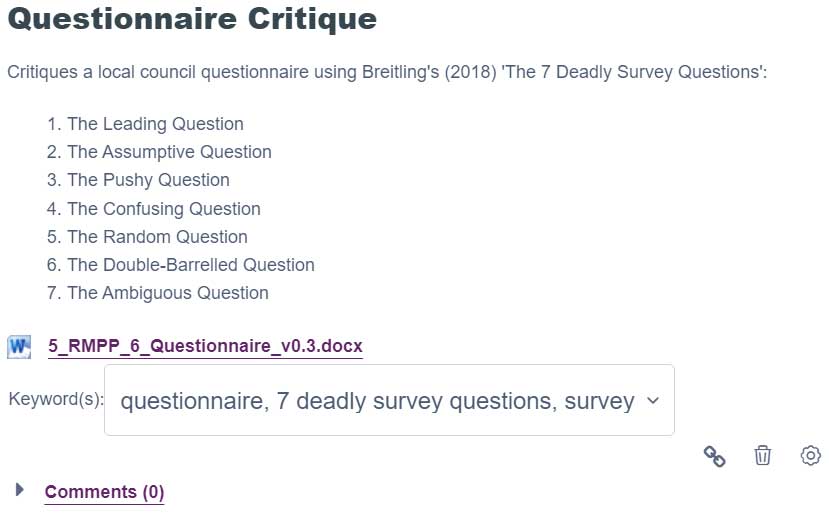 Questionnaire Critique
Critiques a local council questionnaire using Breitling's (2018) 'The 7 Deadly Survey Questions':
1. The Leading Question
2. The Assumptive Question
3. The Pushy Question
4. The Confusing Question
5. The Random Question
6. The Double-Barrelled Question
7. The Ambiguous Question
W 5_RMPP_6_Questionnaire_v0.3.docx
Keyword(s): questionnaire, 7 deadly survey questions, survey
Comments (0)